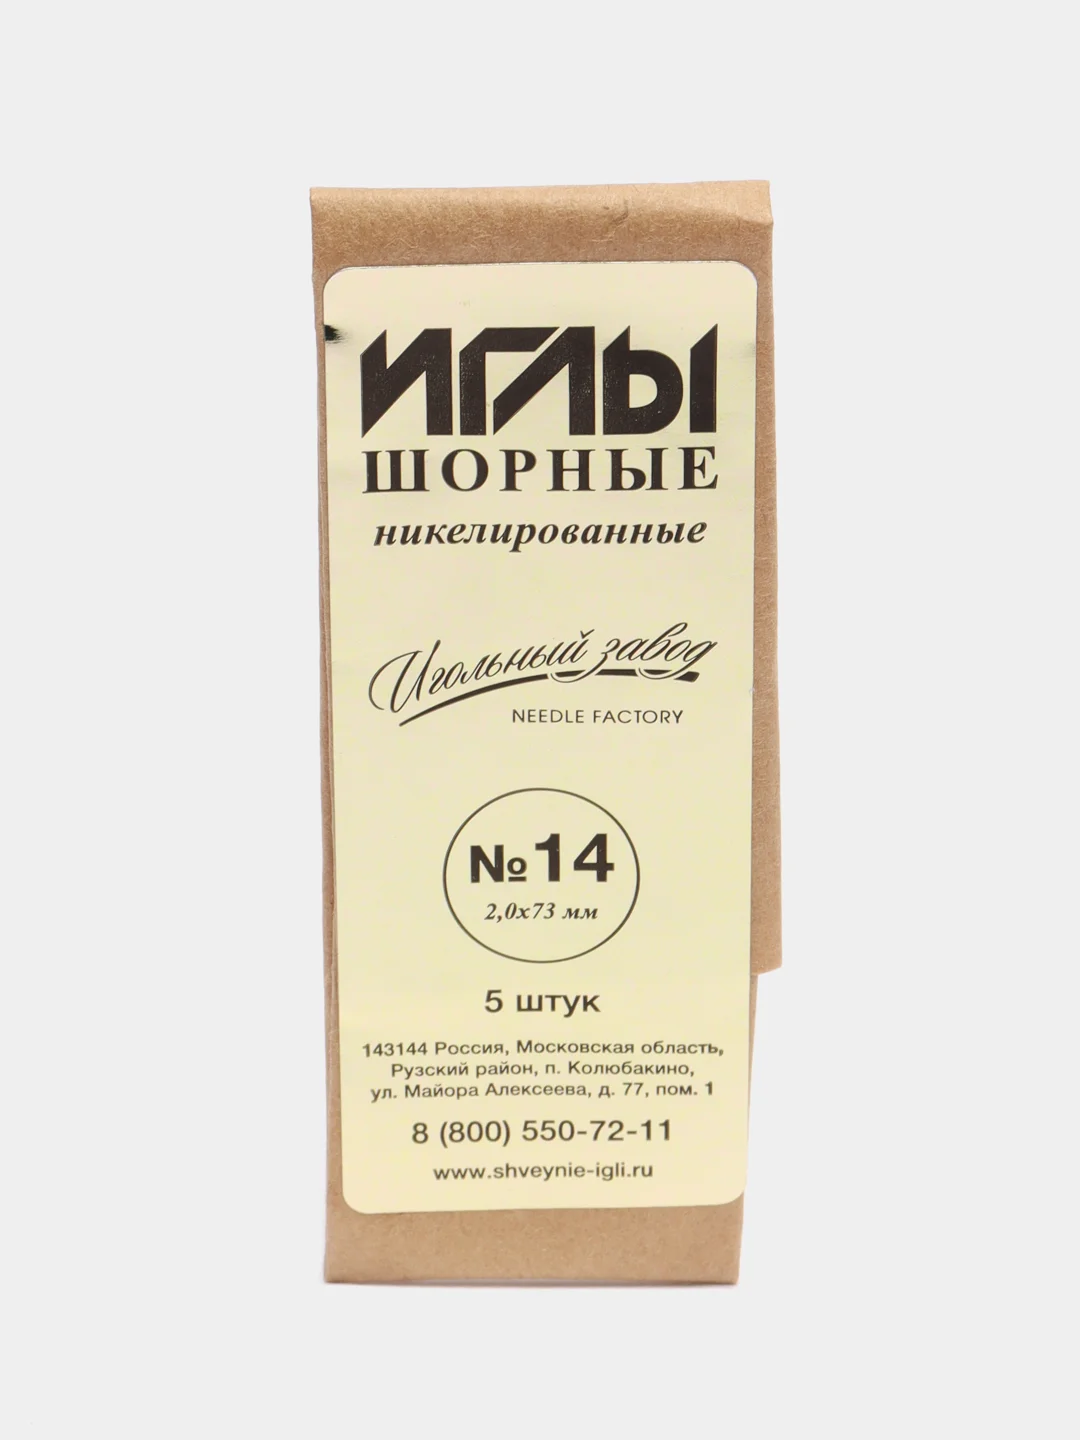 ИГЛЫ
ШОРНЫЕ
никелированные
Игольный завод
NEEDLE FACTORY
№14
2,0х73 мм
5 штук
143144 Россия, Московская область,
Рузский район, п. Колюбакино,
ул. Майора Алексеева, д. 77, пом. 1
8 (800) 550-72-11
www.shveynie-igli.ru